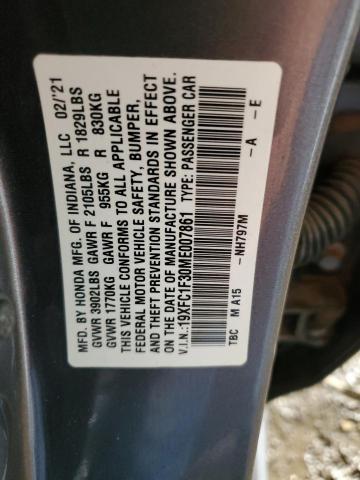 MFD. BY HONDA MFG. OF INDIANA, LLC 02/'21
GVWR 3902LBS GAWR F 2105LBS R 1829LBS
GVWR 1770KG GAWR F 955KG R 830KG
THIS VEHICLE CONFORMS TO ALL APPLICABLE
FEDERAL MOTOR VEHICLE SAFETY, BUMPER,
AND THEFT PREVENTION STANDARDS IN EFFECT
ON THE DATE OF MANUFACTURE SHOWN ABOVE.
V.I.N.:19XFC1F30ME007861 TYPE: PASSENGER CAR
TBC M A15 -NH797M -A -E